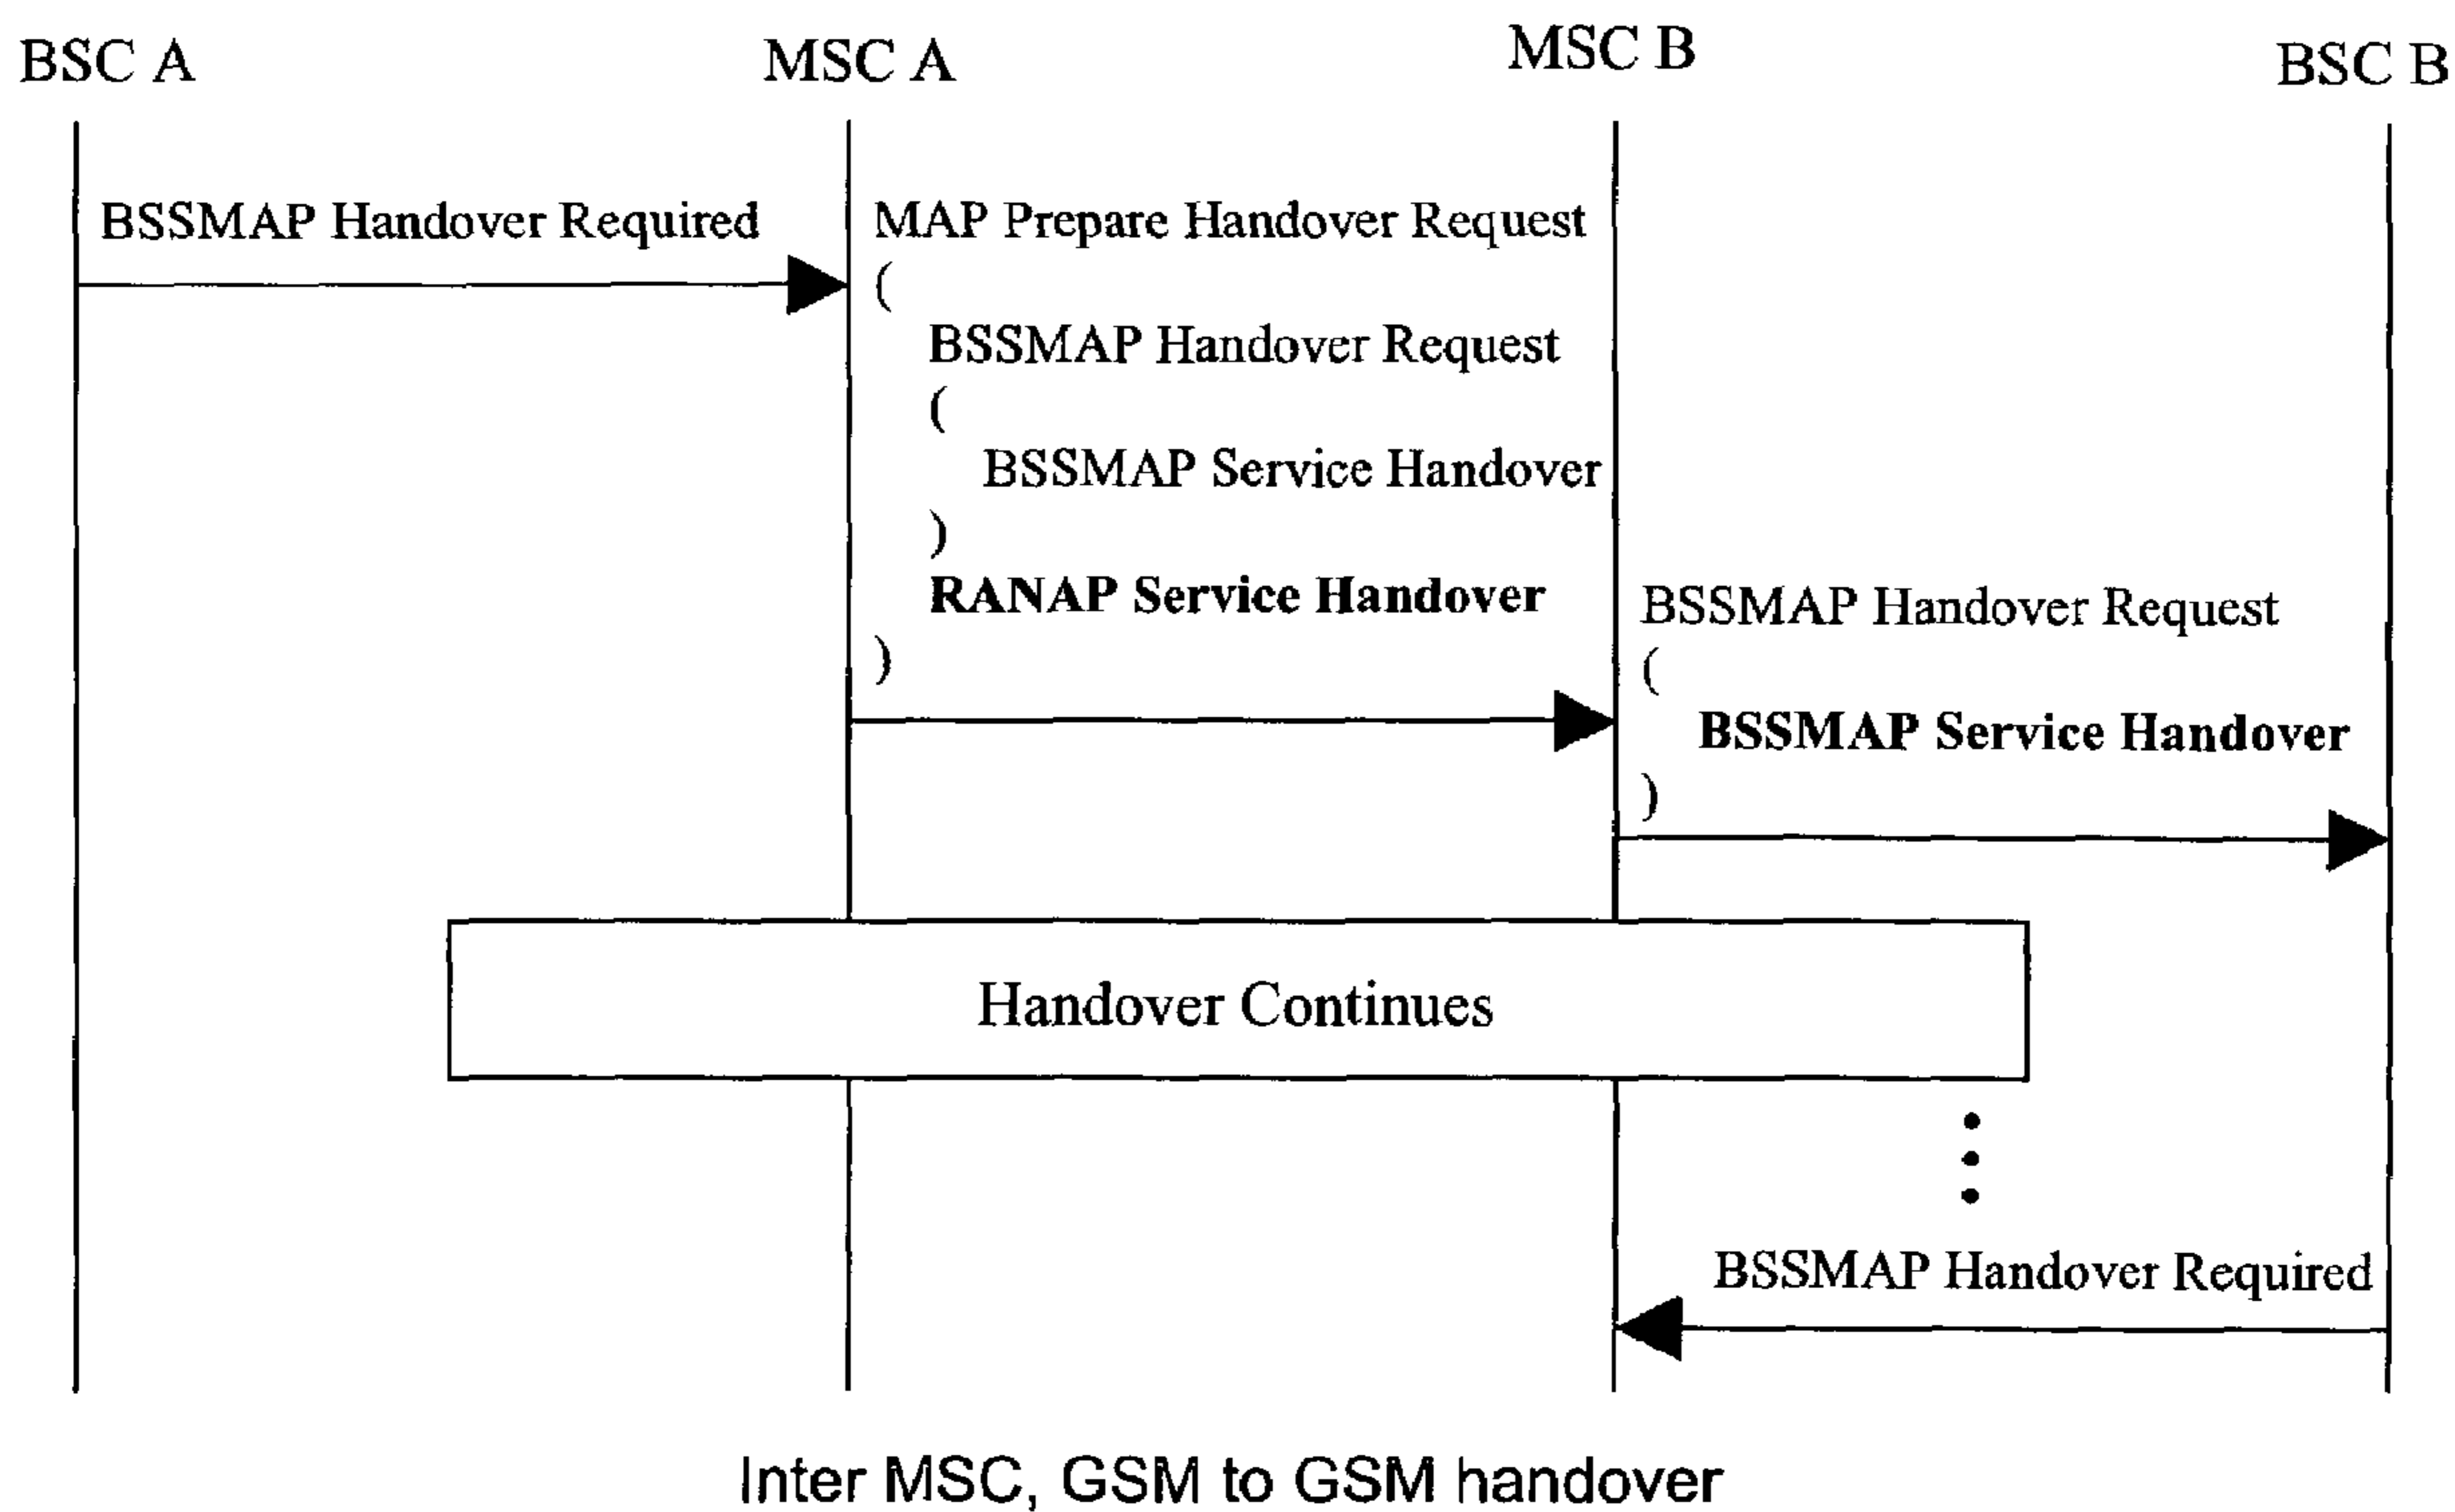 BSC A
MSC A
MSC B
BSC B
BSSMAP Handover Required
MAP Prepare Handover Request
(
BSSMAP Handover Request
(
BSSMAP Service Handover
)
RANAP Service Handover
)
BSSMAP Handover Request
(
BSSMAP Service Handover
)
Handover Continues
BSSMAP Handover Required
Inter MSC, GSM to GSM handover